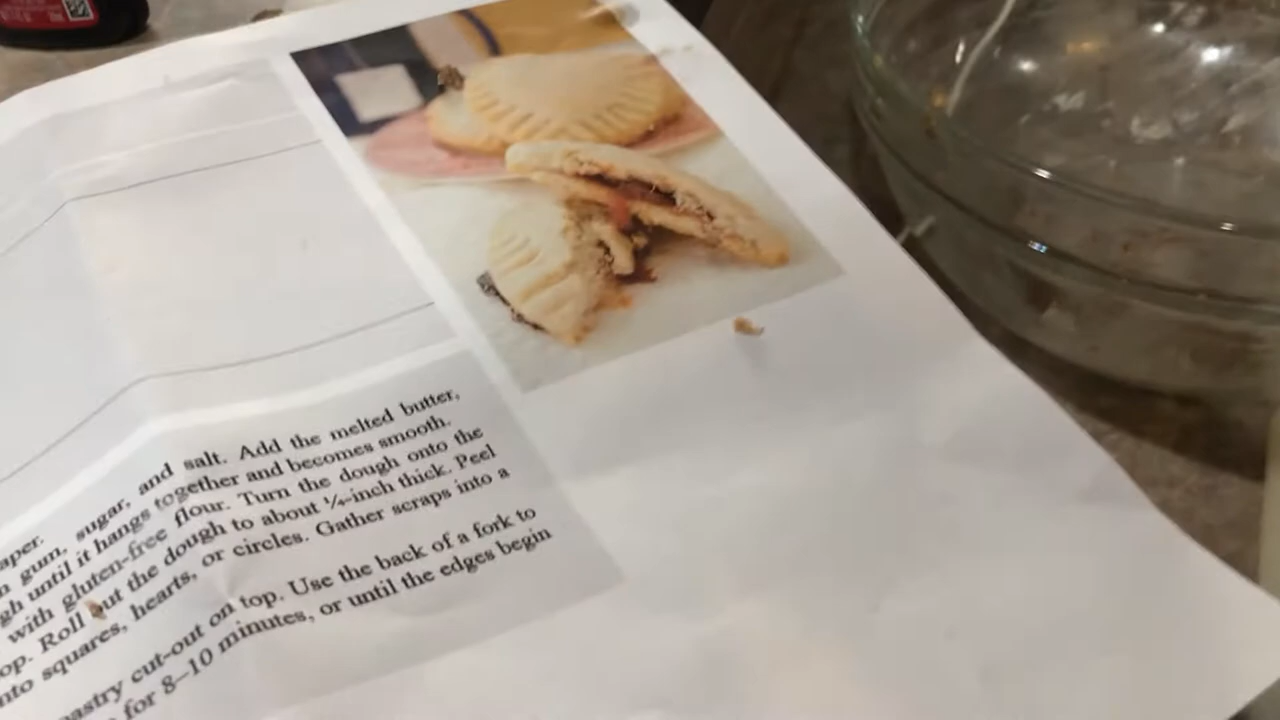 aper.
n gum, sugar, and salt. Add the melted butter,
gh until it hangs together and becomes smooth.
with gluten-free flour. Turn the dough onto the
op. Roll out the dough to about ¼-inch thick. Peel
nto squares, hearts, or circles. Gather scraps into a
astry cut-out on top. Use the back of a fork to
for 8–10 minutes, or until the edges begin